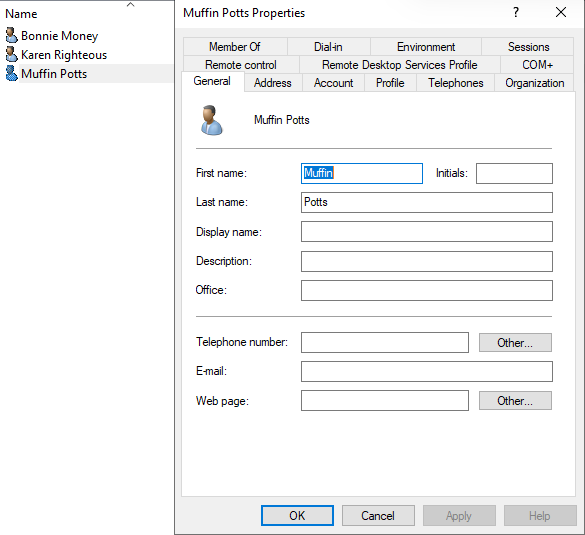 Name
Bonnie Money
Karen Righteous
Muffin Potts
Muffin Potts Properties
?
Member Of Dial-in Environment Sessions
Remote control Remote Desktop Services Profile COM+
General Address Account Profile Telephones Organization
Muffin Potts
First name: Muffin Initials:
Last name: Potts
Display name:
Description:
Office:
Telephone number: Other...
E-mail:
Web page: Other...
OK Cancel Apply Help